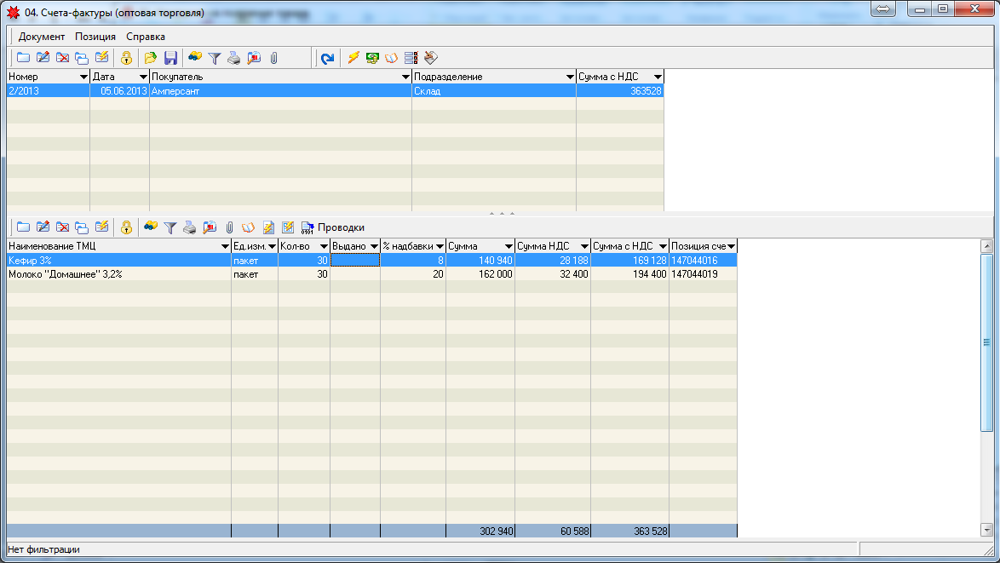 04. Счета-фактуры (оптовая торговля)
Документ Позиция Справка
Номер Дата Покупатель Подразделение Сумма с НДС
2/2013 05.06.2013 Амперсант Склад 363528
Проводки
Наименование ТМЦ Ед.изм. Кол-во Выдано % надбавки Сумма Сумма НДС Сумма с НДС Позиция сче
Кефир 3% пакет 30 8 140 940 28 188 169 128 147044016
Молоко "Домашнее" 3,2% пакет 30 20 162 000 32 400 194 400 147044019
302 940 60 588 363 528
Нет фильтрации